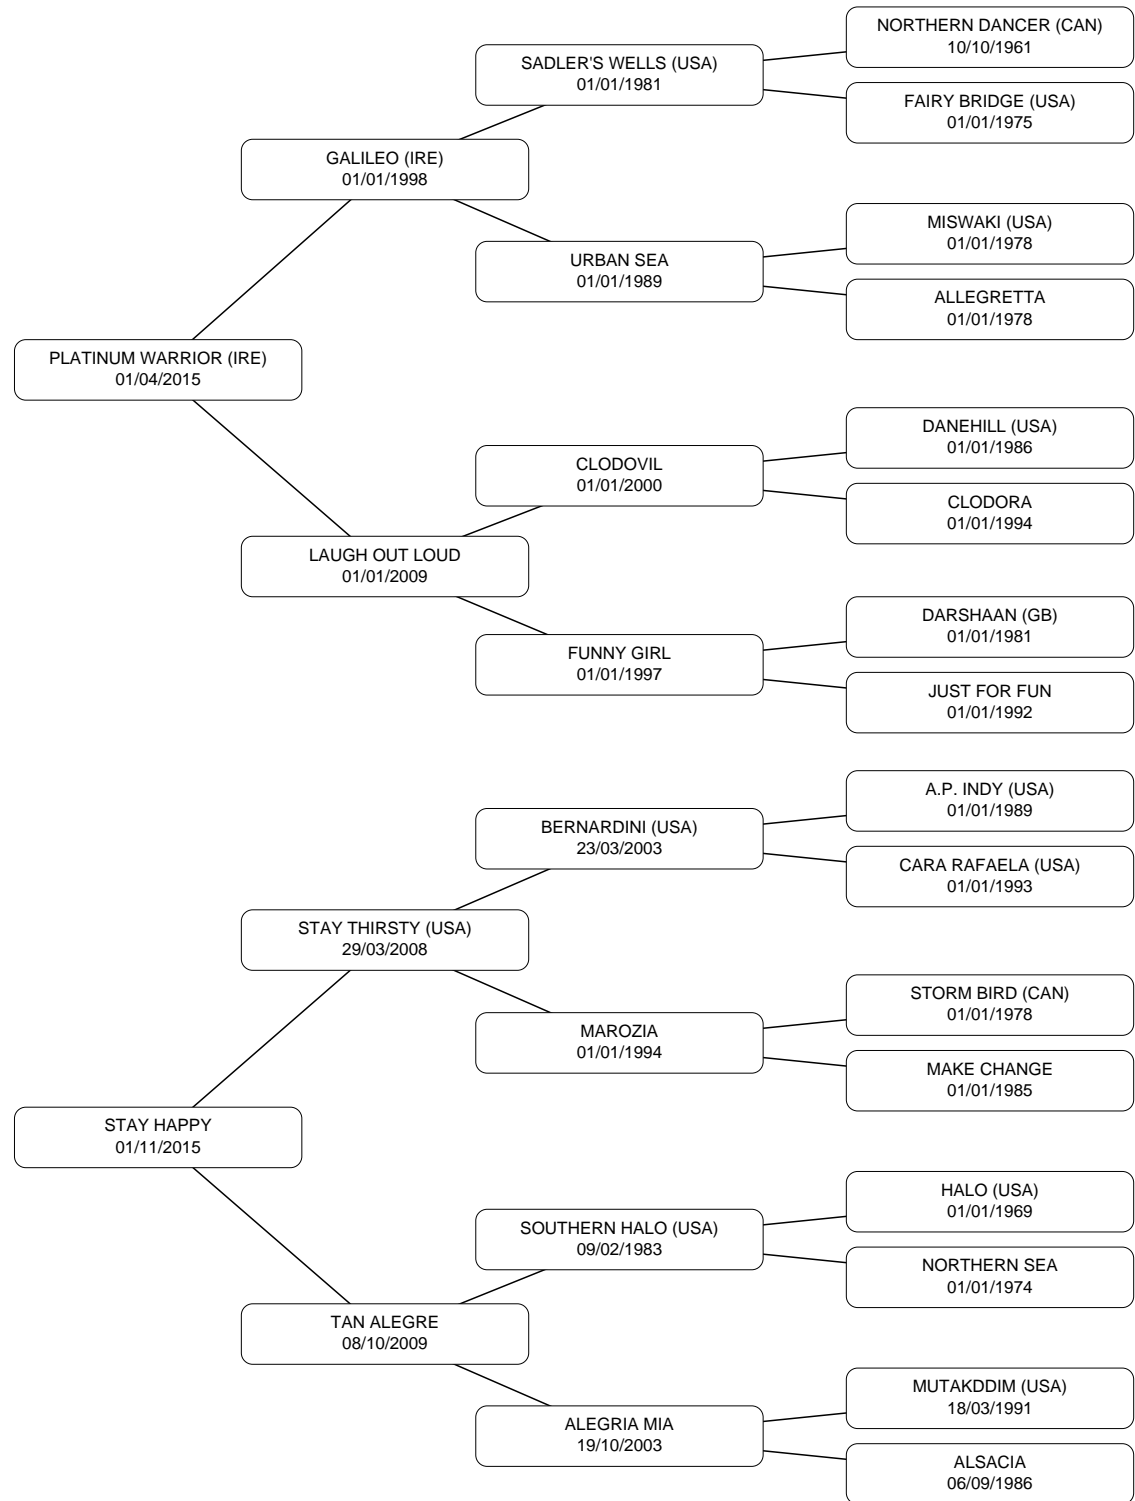 NORTHERN DANCER (CAN)
10/10/1961
SADLER'S WELLS (USA)
01/01/1981
FAIRY BRIDGE (USA)
01/01/1975
GALILEO (IRE)
01/01/1998
MISWAKI (USA)
01/01/1978
URBAN SEA
01/01/1989
ALLEGRETTA
01/01/1978
PLATINUM WARRIOR (IRE)
01/04/2015
DANEHILL (USA)
01/01/1986
CLODOVIL
01/01/2000
CLODORA
01/01/1994
LAUGH OUT LOUD
01/01/2009
DARSHAAN (GB)
01/01/1981
FUNNY GIRL
01/01/1997
JUST FOR FUN
01/01/1992
A.P. INDY (USA)
01/01/1989
BERNARDINI (USA)
23/03/2003
CARA RAFAELA (USA)
01/01/1993
STAY THIRSTY (USA)
29/03/2008
STORM BIRD (CAN)
01/01/1978
MAROZIA
01/01/1994
MAKE CHANGE
01/01/1985
STAY HAPPY
01/11/2015
HALO (USA)
01/01/1969
SOUTHERN HALO (USA)
09/02/1983
NORTHERN SEA
01/01/1974
TAN ALEGRE
08/10/2009
MUTAKDDIM (USA)
18/03/1991
ALEGRIA MIA
19/10/2003
ALSACIA
06/09/1986